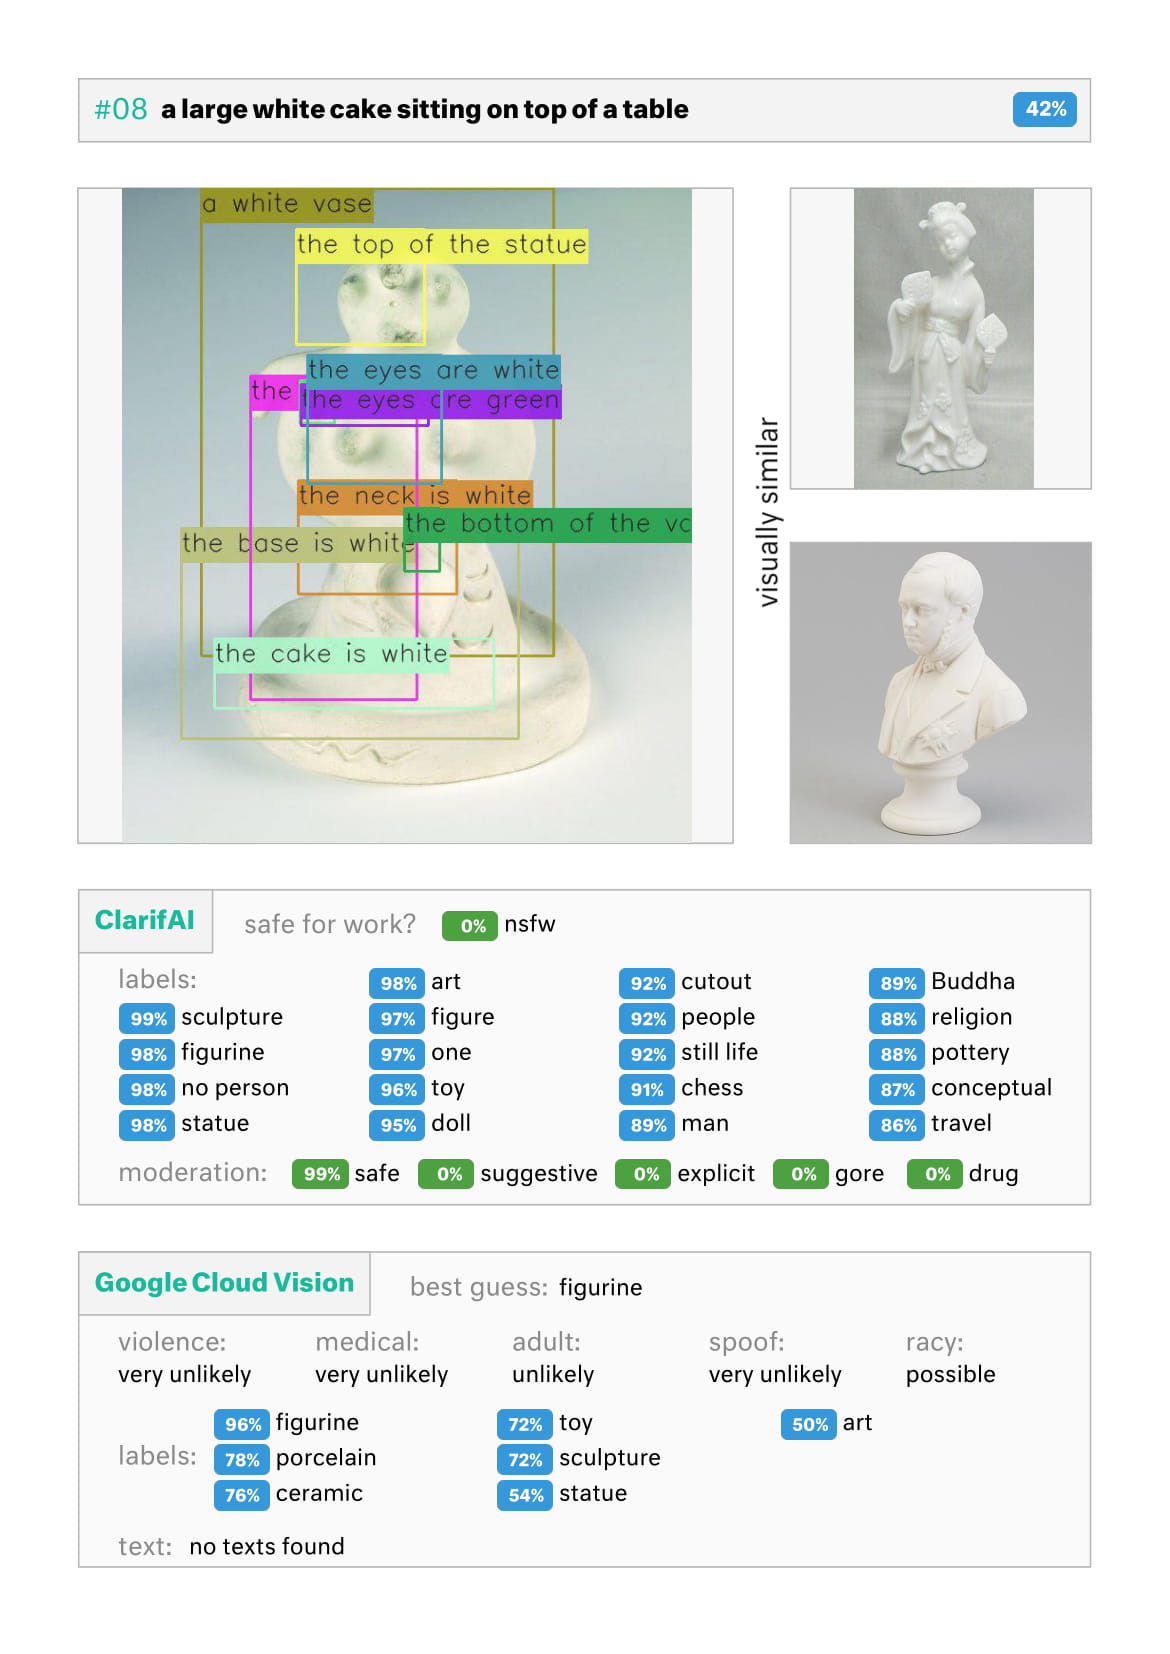 #08 a large white cake sitting on top of a table 42%
a white vase
the top of the statue
the eyes are white
the
the eyes are green
the neck is white
the bottom of the va
the base is white
the cake is white
visually similar
ClarifAI safe for work? 0% nsfw
labels: 98% art 92% cutout 89% Buddha
99% sculpture 97% figure 92% people 88% religion
98% figurine 97% one 92% still life 88% pottery
98% no person 96% toy 91% chess 87% conceptual
98% statue 95% doll 89% man 86% travel
moderation: 99% safe 0% suggestive 0% explicit 0% gore 0% drug
Google Cloud Vision best guess: figurine
violence: medical: adult: spoof: racy:
very unlikely very unlikely unlikely very unlikely possible
96% figurine 72% toy 50% art
labels: 78% porcelain 72% sculpture
76% ceramic 54% statue
text: no texts found